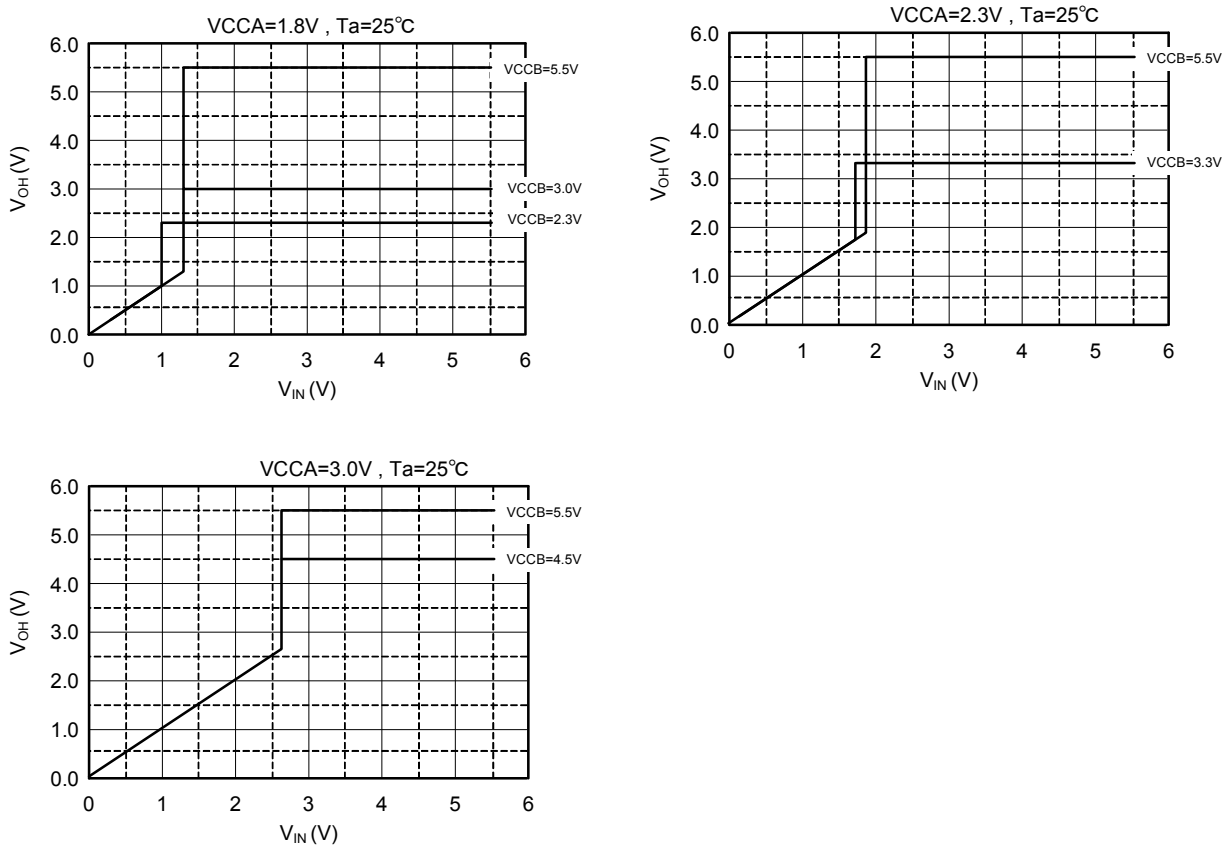 VCCA=1.8V , Ta=25℃
6.0
5.0
4.0
3.0
2.0
1.0
0.0
VOH (V)
VCCB=5.5V
VCCB=3.0V
VCCB=2.3V
0 1 2 3 4 5 6
VIN (V)
VCCA=2.3V , Ta=25℃
6.0
5.0
4.0
3.0
2.0
1.0
0.0
VOH (V)
VCCB=5.5V
VCCB=3.3V
0 1 2 3 4 5 6
VIN (V)
VCCA=3.0V , Ta=25℃
6.0
5.0
4.0
3.0
2.0
1.0
0.0
VOH (V)
VCCB=5.5V
VCCB=4.5V
0 1 2 3 4 5 6
VIN (V)